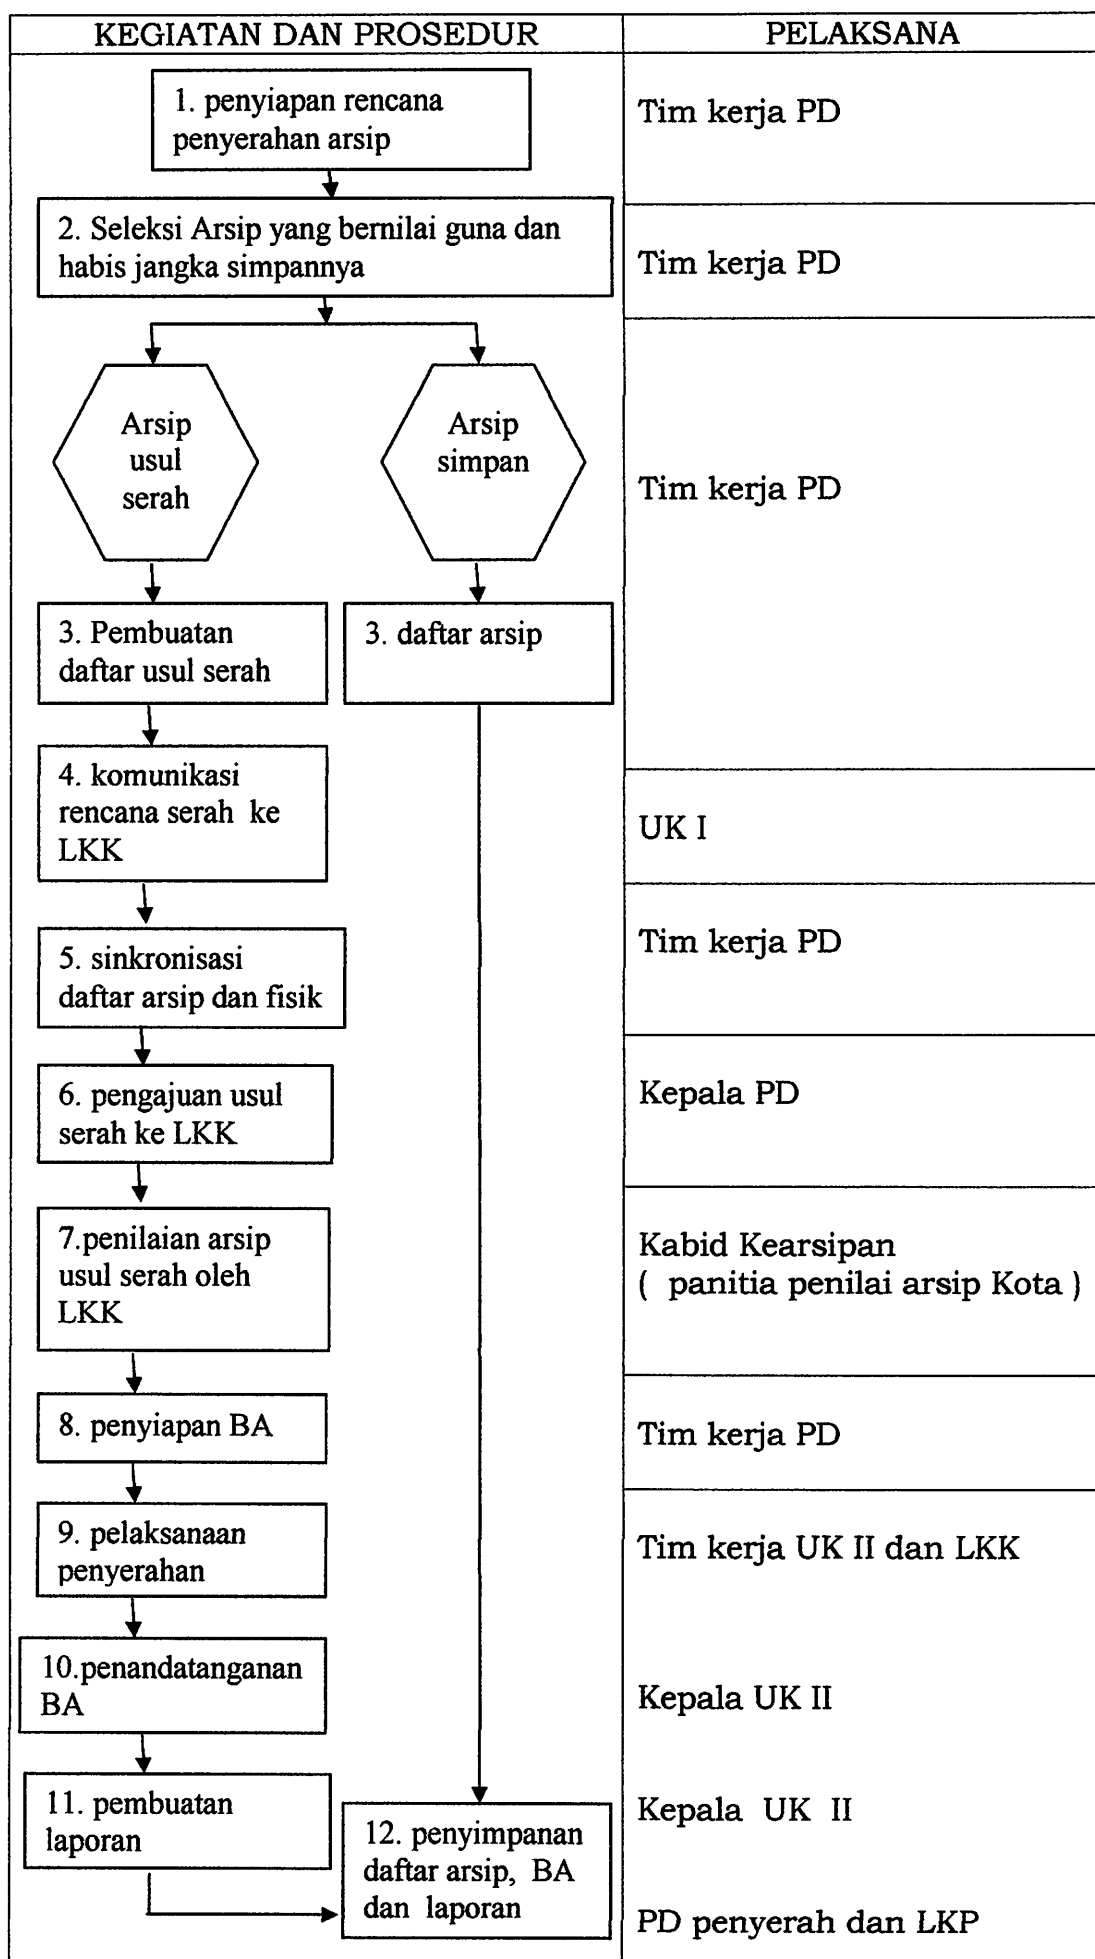 KEGIATAN DAN PROSEDUR
PELAKSANA
1. penyiapan rencana
penyerahan arsip
Tim kerja PD
2. Seleksi Arsip yang bernilai guna dan
habis jangka simpannya
Tim kerja PD
Arsip
usul
serah
Arsip
simpan
Tim kerja PD
3. Pembuatan
daftar usul serah
3. daftar arsip
4. komunikasi
rencana serah ke
LKK
UK I
5. sinkronisasi
daftar arsip dan fisik
Tim kerja PD
6. pengajuan usul
serah ke LKK
Kepala PD
7.penilaian arsip
usul serah oleh
LKK
Kabid Kearsipan
( panitia penilai arsip Kota )
8. penyiapan BA
Tim kerja PD
9. pelaksanaan
penyerahan
Tim kerja UK II dan LKK
10.penandatanganan
BA
Kepala UK II
11. pembuatan
laporan
Kepala UK II
12. penyimpanan
daftar arsip, BA
dan laporan
PD penyerah dan LKP